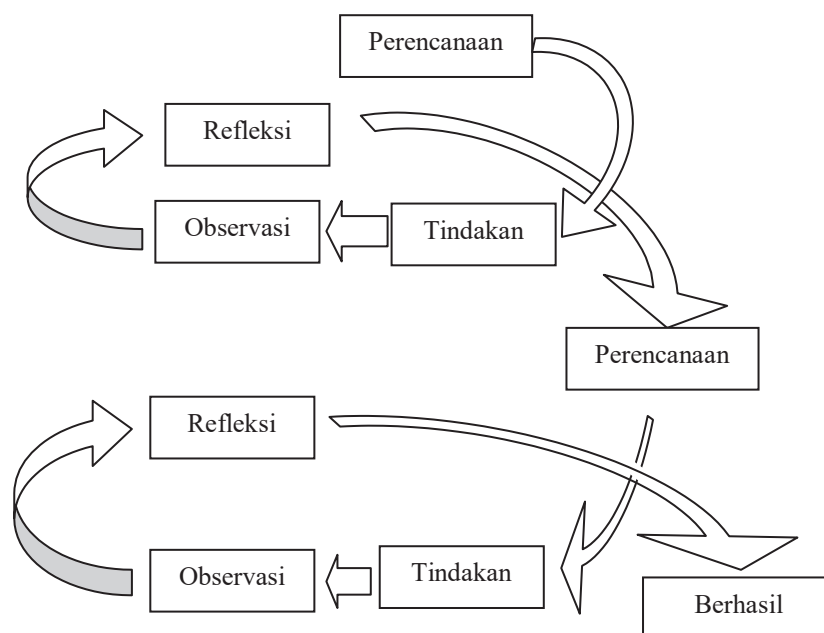 Perencanaan
Refleksi
Observasi
Tindakan
Perencanaan
Refleksi
Observasi
Tindakan
Berhasil